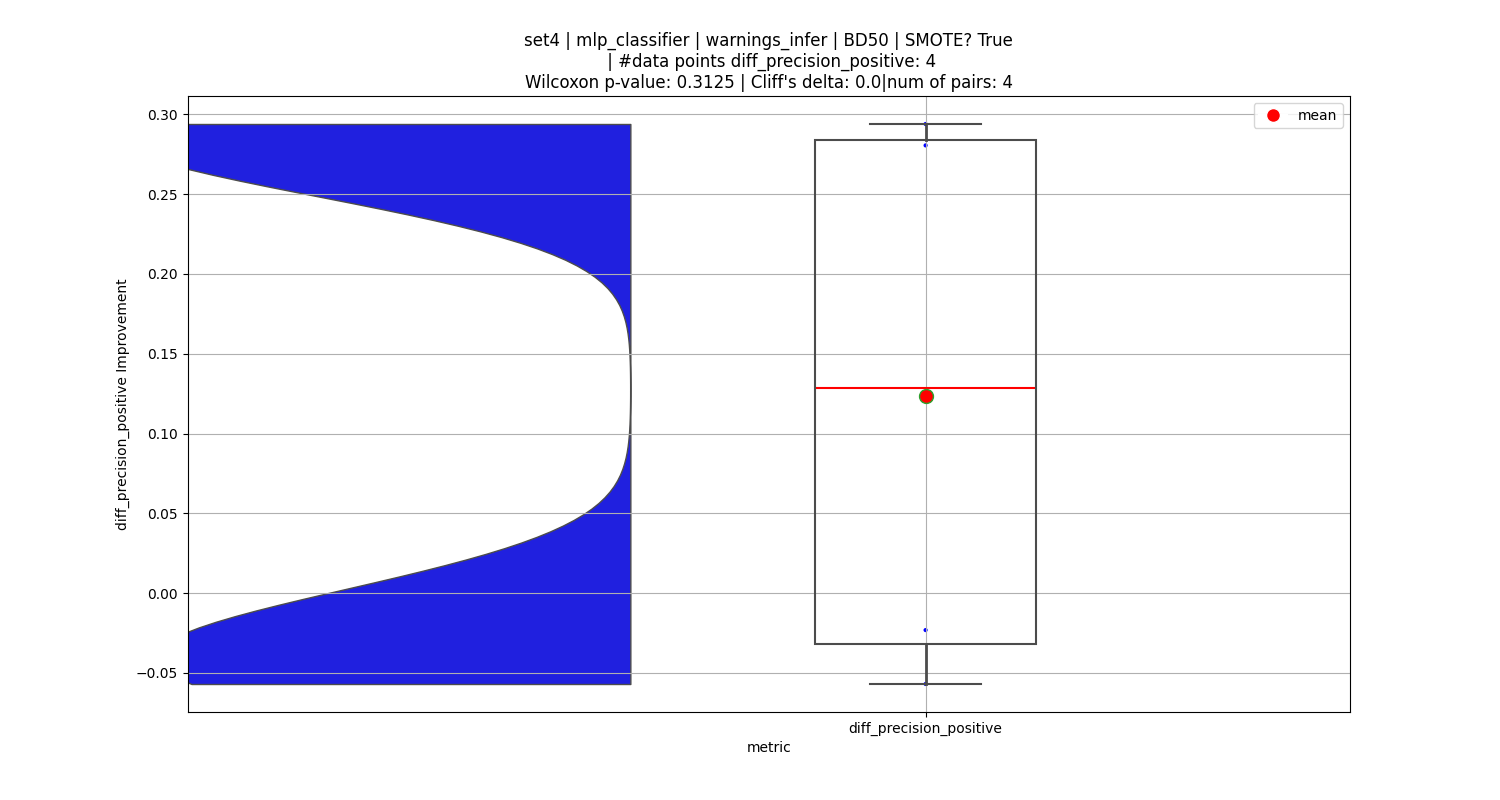 set4 | mlp_classifier | warnings_infer | BD50 | SMOTE? True
| #data points diff_precision_positive: 4
Wilcoxon p-value: 0.3125 | Cliff's delta: 0.0|num of pairs: 4
mean
0.30
0.25
0.20
0.15
0.10
0.05
0.00
−0.05
diff_precision_positive Improvement
diff_precision_positive
metric